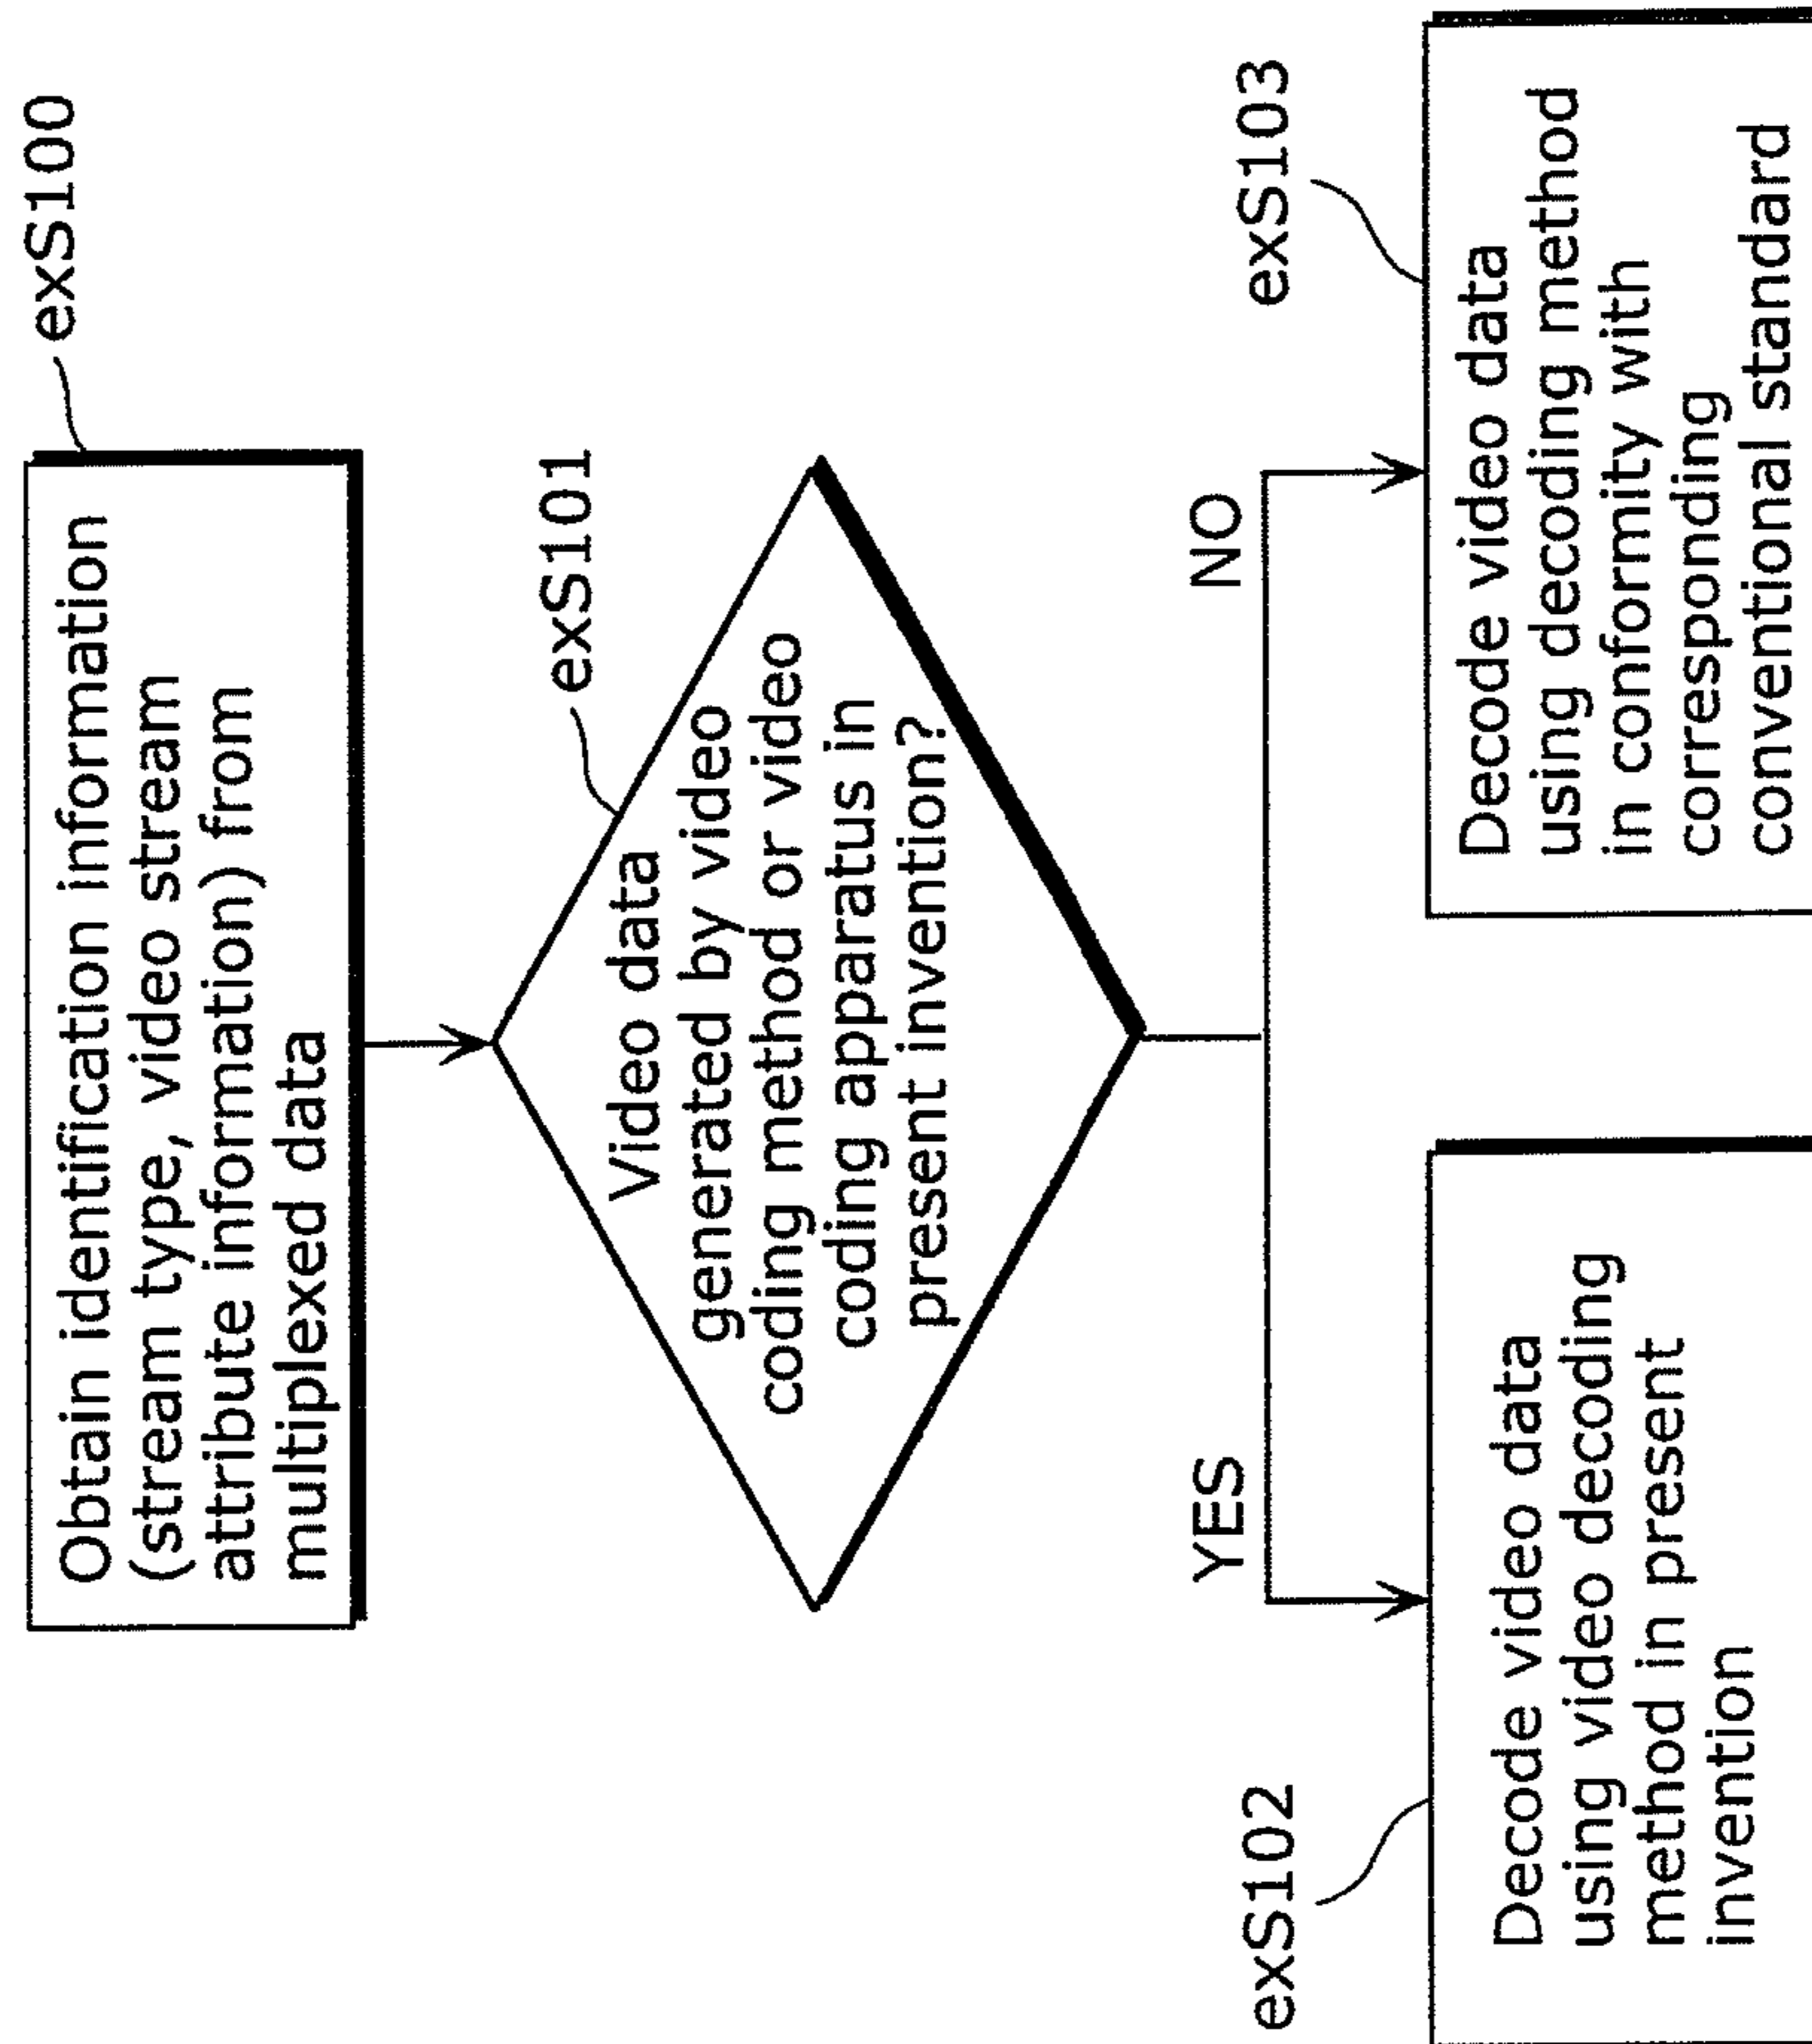 exS100
Obtain identification information
(stream type, video stream
attribute information) from
multiplexed data
exS101
Video data
generated by video
coding method or video
coding apparatus in
present invention?
YES
NO
exS102
Decode video data
using video decoding
method in present
invention
exS103
Decode video data
using decoding method
in conformity with
corresponding
conventional standard